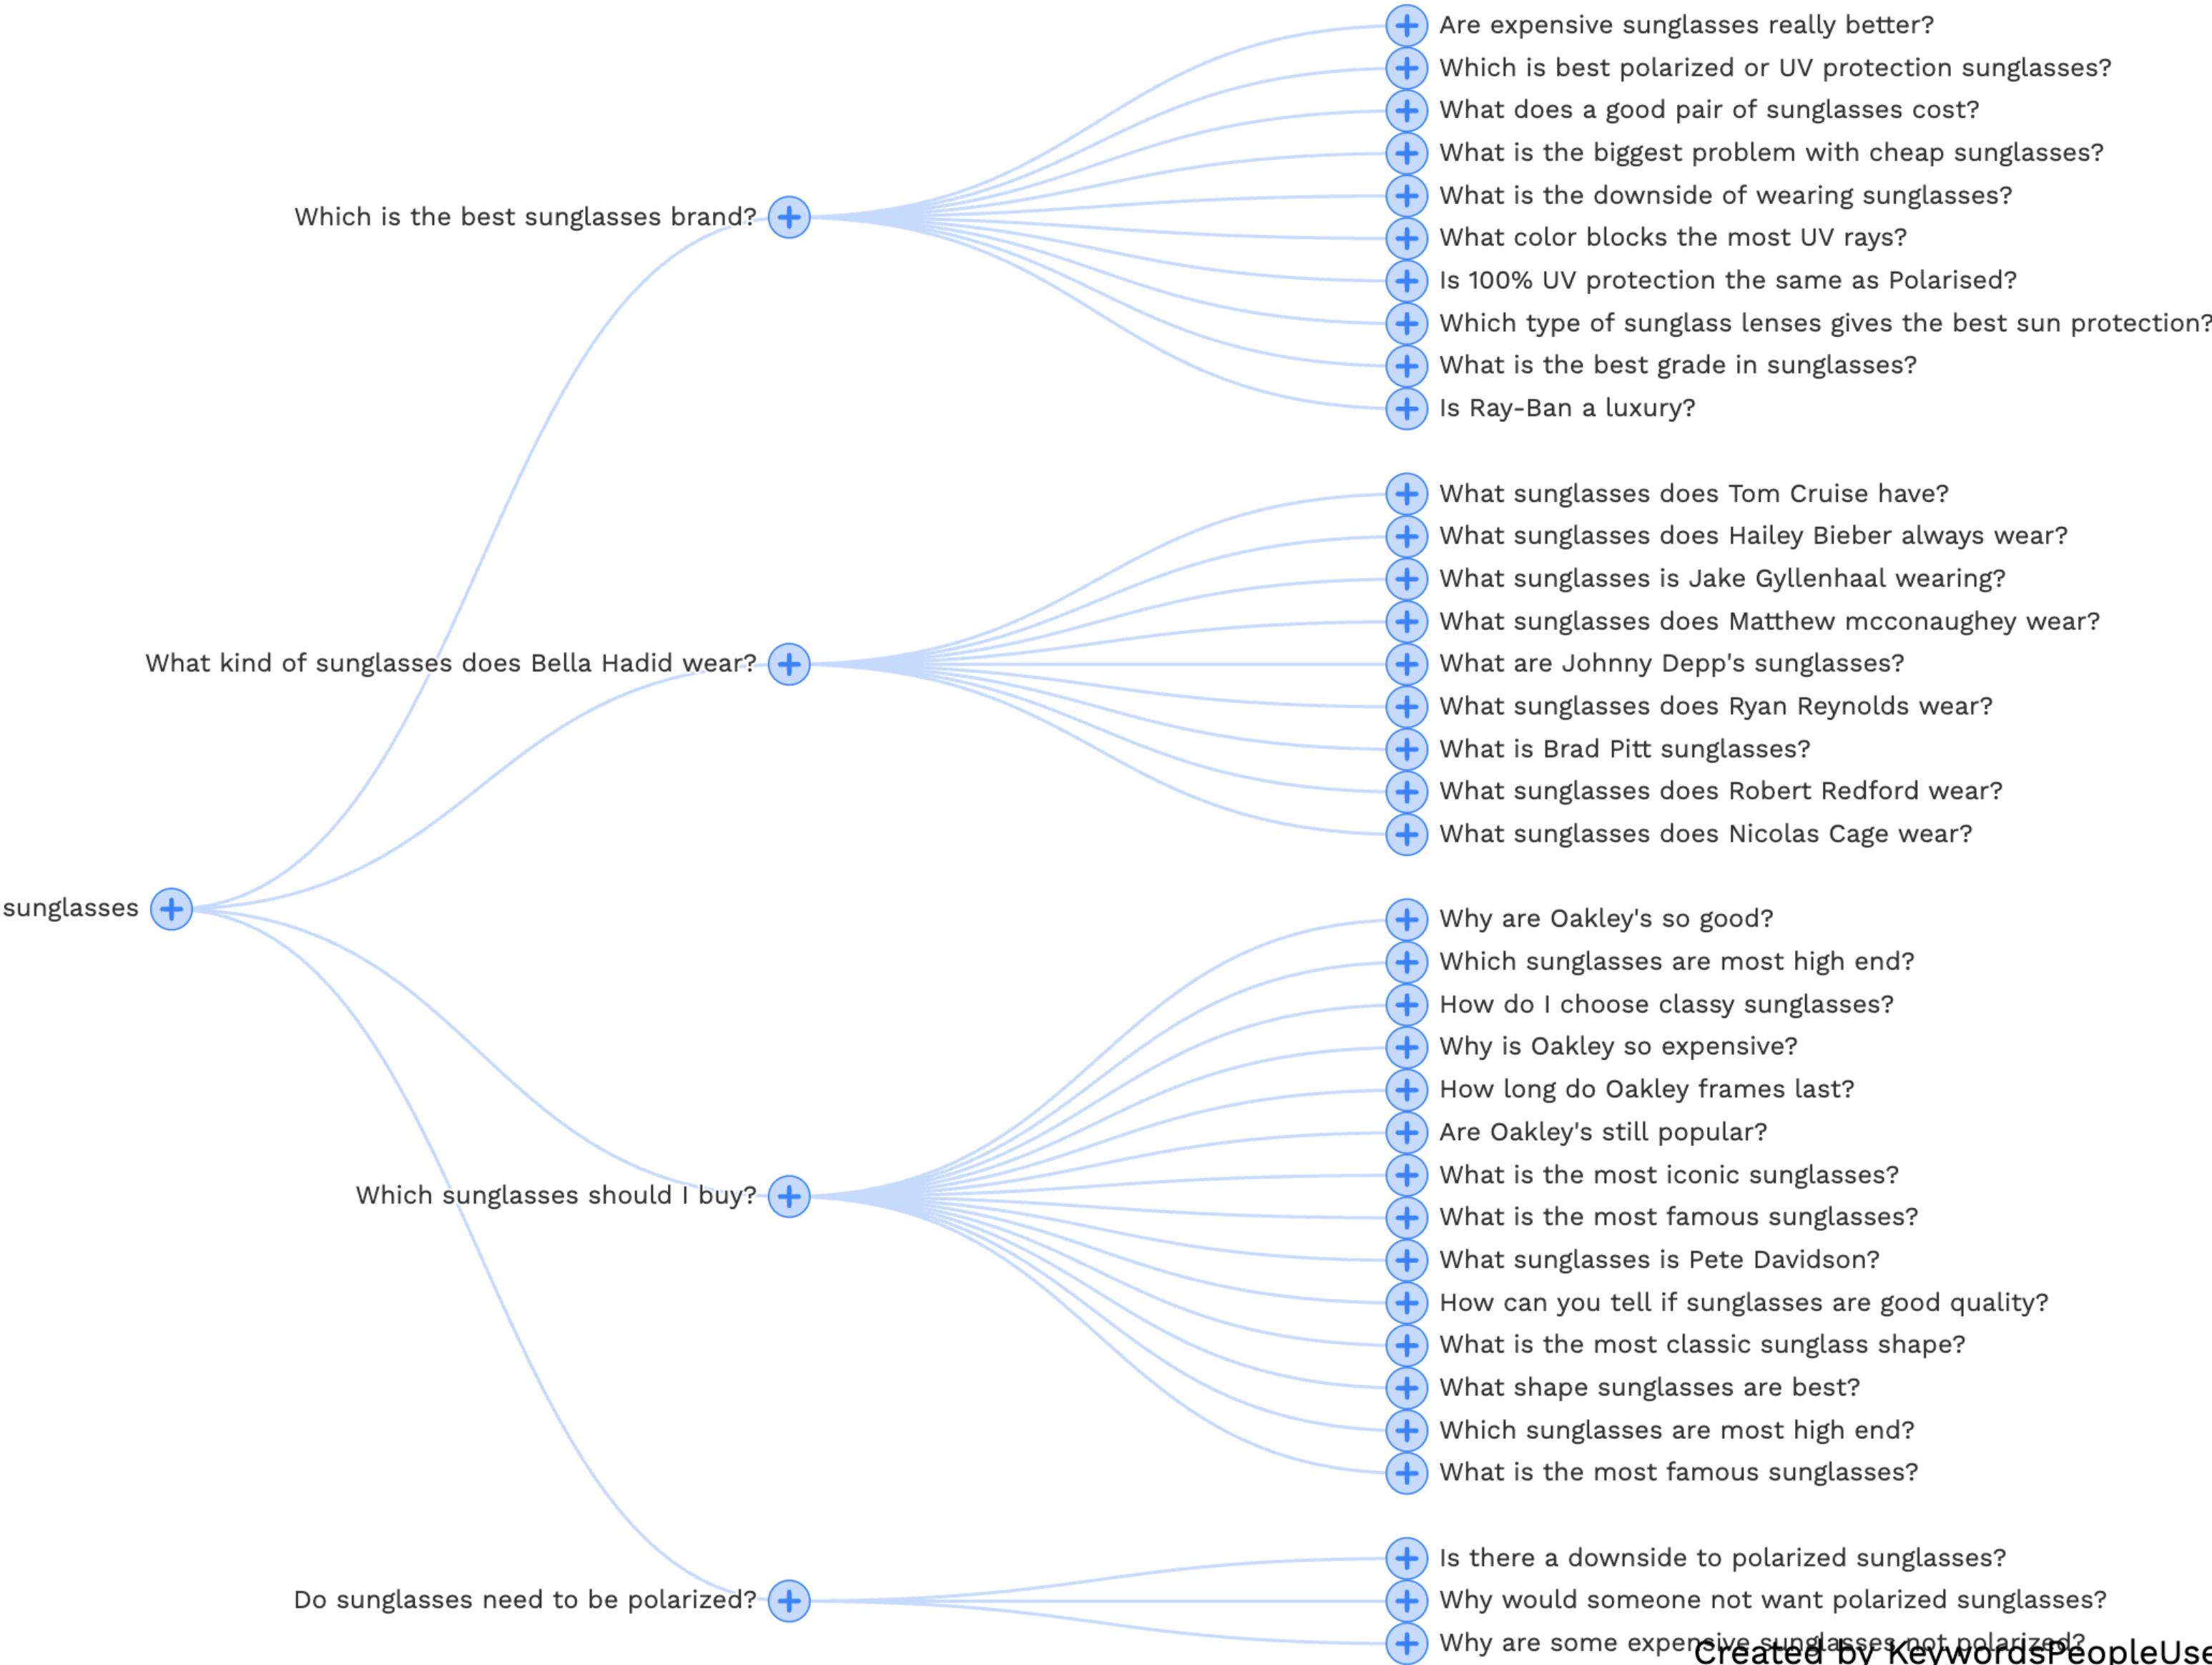 sunglasses
Which is the best sunglasses brand?
Are expensive sunglasses really better?
Which is best polarized or UV protection sunglasses?
What does a good pair of sunglasses cost?
What is the biggest problem with cheap sunglasses?
What is the downside of wearing sunglasses?
What color blocks the most UV rays?
Is 100% UV protection the same as Polarised?
Which type of sunglass lenses gives the best sun protection?
What is the best grade in sunglasses?
Is Ray-Ban a luxury?
What kind of sunglasses does Bella Hadid wear?
What sunglasses does Tom Cruise have?
What sunglasses does Hailey Bieber always wear?
What sunglasses is Jake Gyllenhaal wearing?
What sunglasses does Matthew mcconaughey wear?
What are Johnny Depp's sunglasses?
What sunglasses does Ryan Reynolds wear?
What is Brad Pitt sunglasses?
What sunglasses does Robert Redford wear?
What sunglasses does Nicolas Cage wear?
Which sunglasses should I buy?
Why are Oakley's so good?
Which sunglasses are most high end?
How do I choose classy sunglasses?
Why is Oakley so expensive?
How long do Oakley frames last?
Are Oakley's still popular?
What is the most iconic sunglasses?
What is the most famous sunglasses?
What sunglasses is Pete Davidson?
How can you tell if sunglasses are good quality?
What is the most classic sunglass shape?
What shape sunglasses are best?
Which sunglasses are most high end?
What is the most famous sunglasses?
Do sunglasses need to be polarized?
Is there a downside to polarized sunglasses?
Why would someone not want polarized sunglasses?
Why are some expensive sunglasses not polarized?
Created by KeywordsPeopleUse